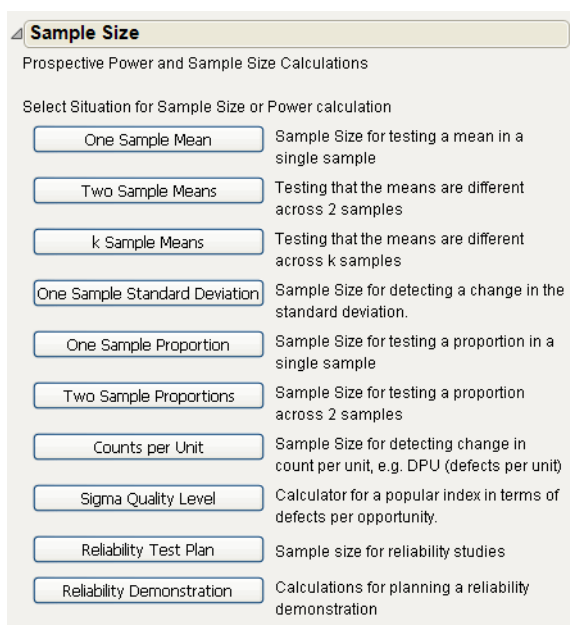 Sample Size
Prospective Power and Sample Size Calculations
Select Situation for Sample Size or Power calculation
One Sample Mean
Sample Size for testing a mean in a
single sample
Two Sample Means
Testing that the means are different
across 2 samples
k Sample Means
Testing that the means are different
across k samples
One Sample Standard Deviation
Sample Size for detecting a change in the
standard deviation.
One Sample Proportion
Sample Size for testing a proportion in a
single sample
Two Sample Proportions
Sample Size for testing a proportion
across 2 samples
Counts per Unit
Sample Size for detecting change in
count per unit, e.g. DPU (defects per unit)
Sigma Quality Level
Calculator for a popular index in terms of
defects per opportunity.
Reliability Test Plan
Sample size for reliability studies
Reliability Demonstration
Calculations for planning a reliability
demonstration